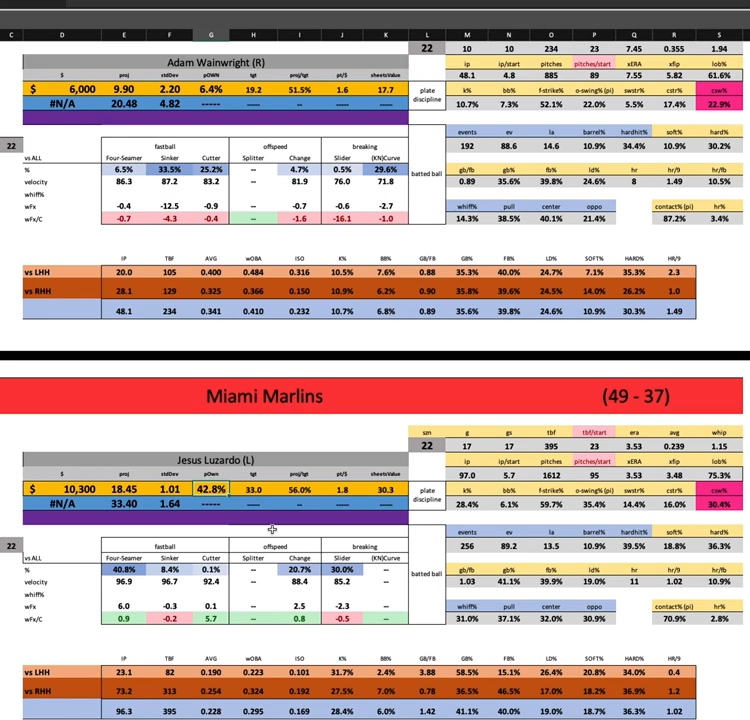 C D E F G H I J K L M N O P Q R S
22 10 10 234 23 7.45 0.355 1.94
Adam Wainwright (R) ip ip/start pitches pitches/start xERA xfip lob%
$ proj stdDev pOWN tgt proj/tgt pt/$ sheetsValue 48.1 4.8 885 89 7.55 5.82 61.6%
$ 6,000 9.90 2.20 6.4% 19.2 51.5% 1.6 17.7 plate discipline k% bb% f-strike% o-swing% (pi) swstr% cstr% csw%
#N/A 20.48 4.82 ----- ---- -- --- ---- 10.7% 7.3% 52.1% 22.0% 5.5% 17.4% 22.9%
events ev la barrel% hardhit% soft% hard%
22 fastball offspeed breaking 192 88.6 14.6 10.9% 34.4% 10.9% 30.2%
vs ALL Four-Seamer Sinker Cutter Splitter Change Slider (KN)Curve
% 6.5% 33.5% 25.2% -- 4.7% 0.5% 29.6% batted ball gb/fb gb% fb% ld% hr hr/9 hr/fb
velocity 86.3 87.2 83.2 -- 81.9 76.0 71.8 0.89 35.6% 39.8% 24.6% 8 1.49 10.5%
whiff%
wFx -0.4 -12.5 -0.9 -- -0.7 -0.6 -2.7 whiff% pull center oppo contact% (pi) hr%
wFx/C -0.7 -4.3 -0.4 -- -1.6 -16.1 -1.0 14.3% 38.5% 40.1% 21.4% 87.2% 3.4%
IP TBF AVG wOBA ISO K% BB% GB/FB GB% FB% LD% SOFT% HARD% HR/9
vs LHH 20.0 105 0.400 0.484 0.316 10.5% 7.6% 0.88 35.3% 40.0% 24.7% 7.1% 35.3% 2.3
vs RHH 28.1 129 0.325 0.366 0.150 10.9% 6.2% 0.90 35.8% 39.6% 24.5% 14.0% 26.2% 1.0
48.1 234 0.341 0.410 0.232 10.7% 6.8% 0.89 35.6% 39.8% 24.6% 10.9% 30.3% 1.49
Miami Marlins (49 - 37)
szn g gs tbf tbf/start era avg whip
22 17 17 395 23 3.53 0.239 1.15
Jesus Luzardo (L) ip ip/start pitches pitches/start xERA xfip lob%
$ proj stdDev pOwn tgt proj/tgt pt/$ sheetsValue 97.0 5.7 1612 95 3.53 3.48 75.3%
$ 10,300 18.45 1.01 42.8% 33.0 56.0% 1.8 30.3 plate discipline k% bb% f-strike% o-swing% (pi) swstr% cstr% csw%
#N/A 33.40 1.64 ----- ---- -- --- ---- 28.4% 6.1% 59.7% 35.4% 14.4% 16.0% 30.4%
events ev la barrel% hardhit% soft% hard%
22 fastball offspeed breaking 256 89.2 13.5 10.9% 39.5% 18.8% 36.3%
vs ALL Four-Seamer Sinker Cutter Splitter Change Slider (KN)Curve
% 40.8% 8.4% 0.1% -- 20.7% 30.0% -- batted ball gb/fb gb% fb% ld% hr hr/9 hr/fb
velocity 96.9 96.7 92.4 -- 88.4 85.2 -- 1.03 41.1% 39.9% 19.0% 11 1.02 10.9%
whiff%
wFx 6.0 -0.3 0.1 -- 2.5 -2.3 -- whiff% pull center oppo contact% (pi) hr%
wFx/C 0.9 -0.2 5.7 -- 0.8 -0.5 -- 31.0% 37.1% 32.0% 30.9% 70.9% 2.8%
IP TBF AVG wOBA ISO K% BB% GB/FB GB% FB% LD% SOFT% HARD% HR/9
vs LHH 23.1 82 0.190 0.223 0.101 31.7% 2.4% 3.88 58.5% 15.1% 26.4% 20.8% 34.0% 0.4
vs RHH 73.2 313 0.254 0.324 0.192 27.5% 7.0% 0.78 36.5% 46.5% 17.0% 18.2% 36.9% 1.2
96.3 395 0.228 0.295 0.169 28.4% 6.0% 1.42 41.1% 40.0% 19.0% 18.7% 36.3% 1.02